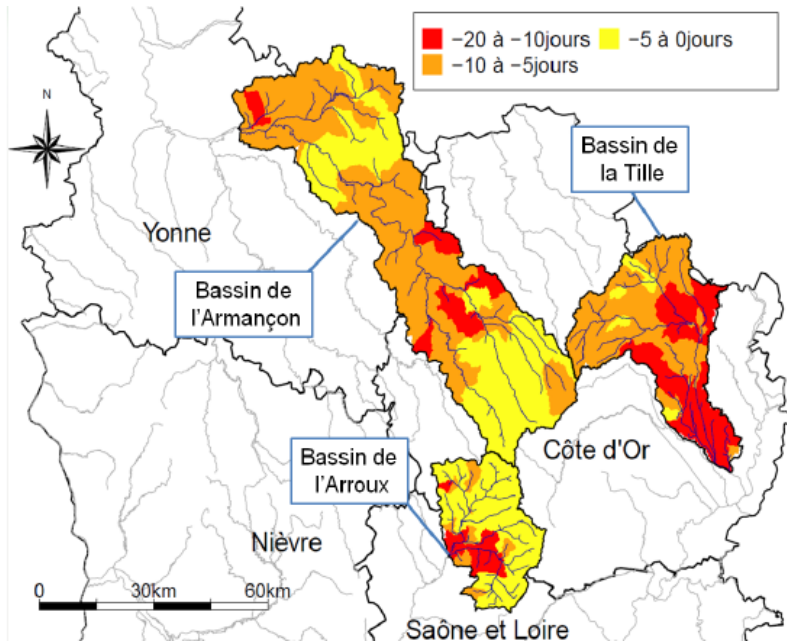 −20 à −10jours
−5 à 0jours
−10 à −5jours
N
Bassin de
la Tille
Yonne
Bassin de
l'Armançon
Bassin de
l'Arroux
Côte d'Or
Nièvre
0
30km
60km
Saône et Loire